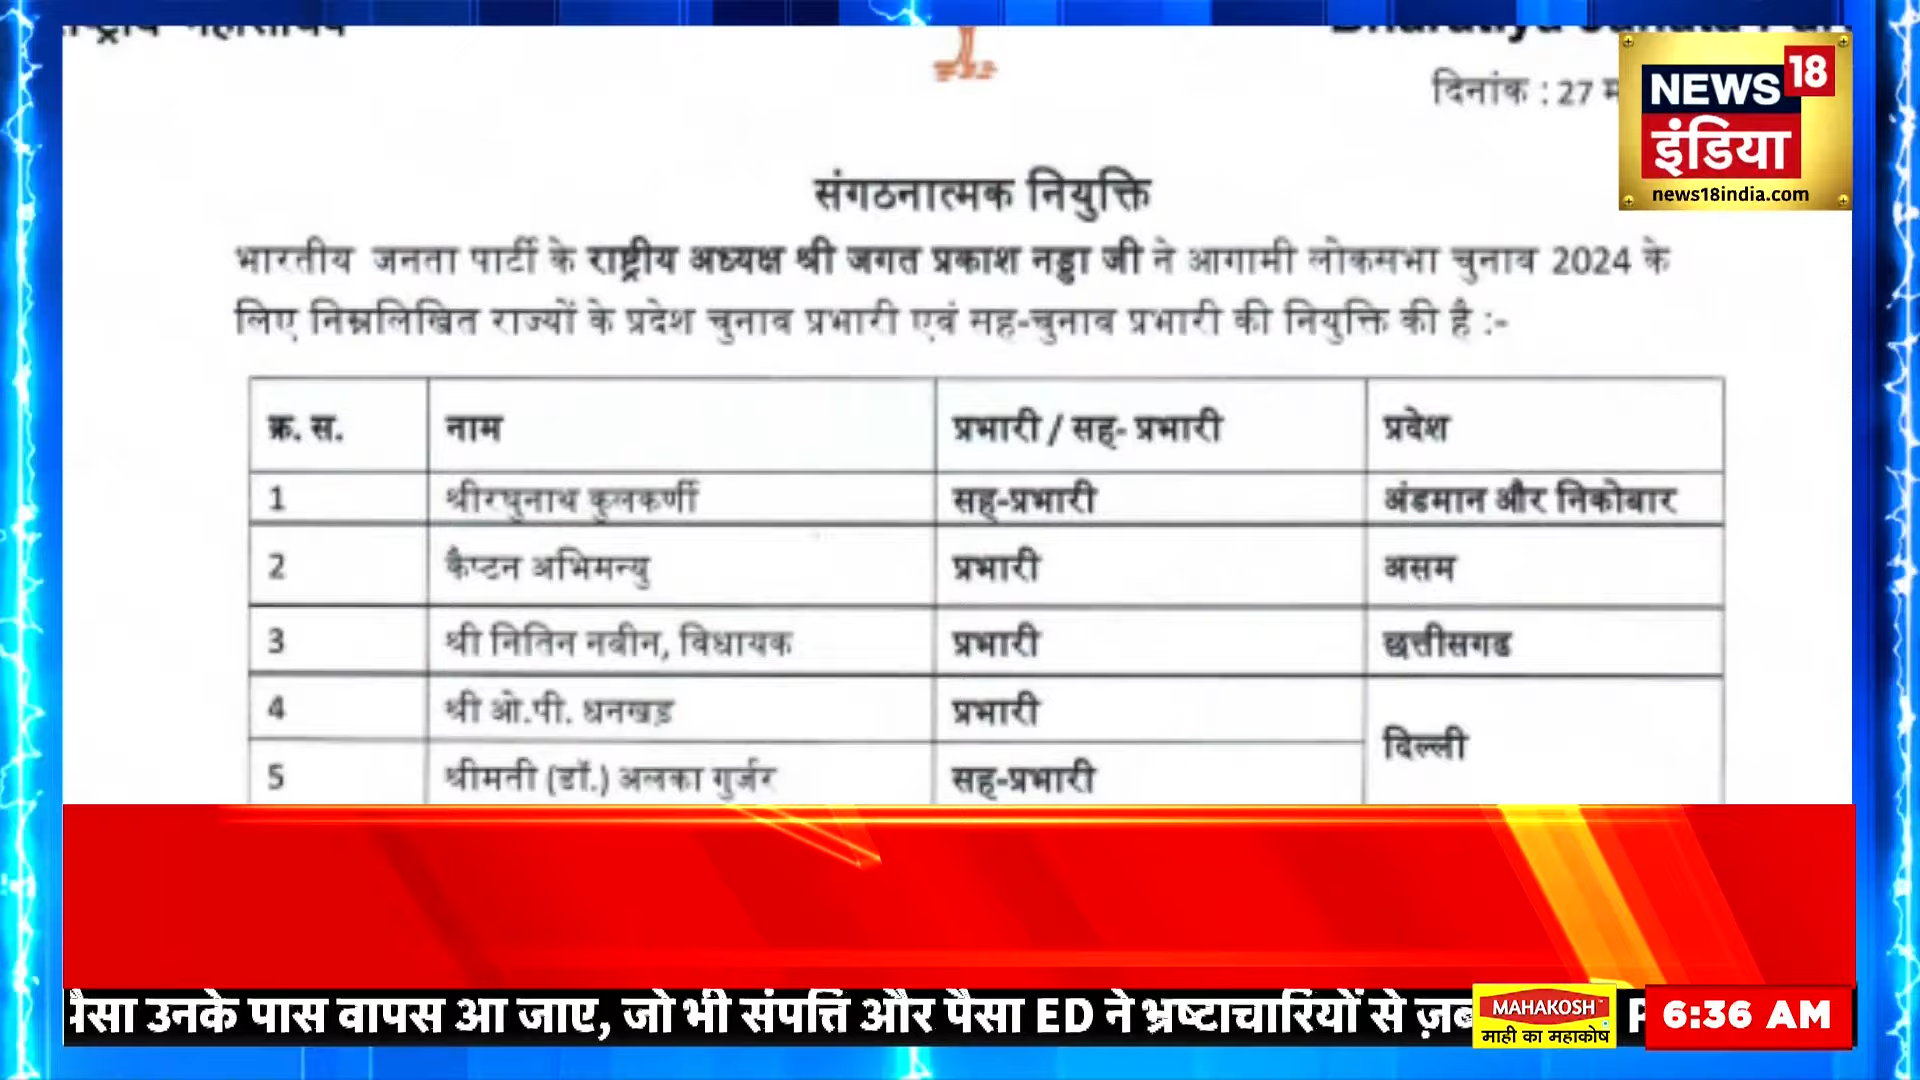 दिनांक : 27
NEWS 18
इंडिया
news18india.com
संगठनात्मक नियुक्ति
भारतीय जनता पार्टी के राष्ट्रीय अध्यक्ष श्री जगत प्रकाश नड्डा जी ने आगामी लोकसभा चुनाव 2024 के
लिए निम्नलिखित राज्यों के प्रदेश चुनाव प्रभारी एवं सह-चुनाव प्रभारी की नियुक्ति की है :-
क्र. स. नाम प्रभारी / सह- प्रभारी प्रदेश
1 श्रीरघुनाथ कुलकर्णी सह-प्रभारी अंडमान और निकोबार
2 कैप्टन अभिमन्यु प्रभारी असम
3 श्री नितिन नबीन, विधायक प्रभारी छत्तीसगढ
4 श्री ओ.पी. धनखड़ प्रभारी दिल्ली
5 श्रीमती (डॉ.) अलका गुर्जर सह-प्रभारी
पैसा उनके पास वापस आ जाए, जो भी संपत्ति और पैसा ED ने भ्रष्टाचारियों से
MAHAKOSH
माही का महाकोष
6:36 AM